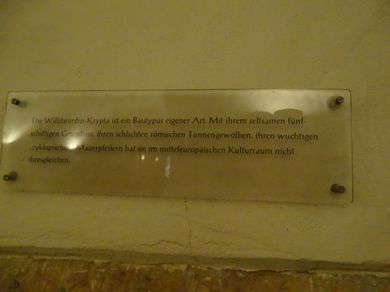 Die Willibrordus-Krypta ist ein Bautypus eigener Art. Mit ihrem seltsamen fünf-
schiffigen Grundriss, ihren schlichten römischen Tonnengewölben, ihren wuchtigen
„zyklopischen“ Mauerpfeilern hat sie im mitteleuropäischen Kulturraum nicht
ihresgleichen.